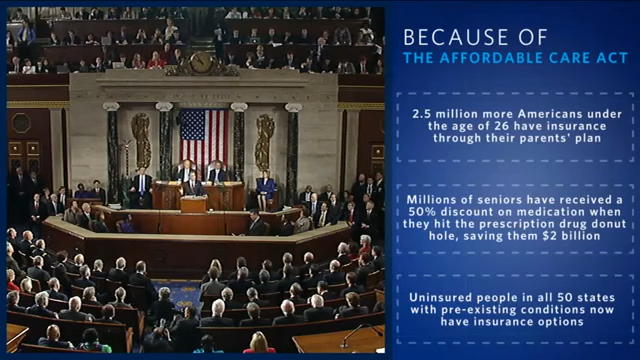 BECAUSE OF
THE AFFORDABLE CARE ACT
2.5 million more Americans under
the age of 26 have insurance
through their parents' plan
Millions of seniors have received a
50% discount on medication when
they hit the prescription drug donut
hole, saving them $2 billion
Uninsured people in all 50 states
with pre-existing conditions now
have insurance options